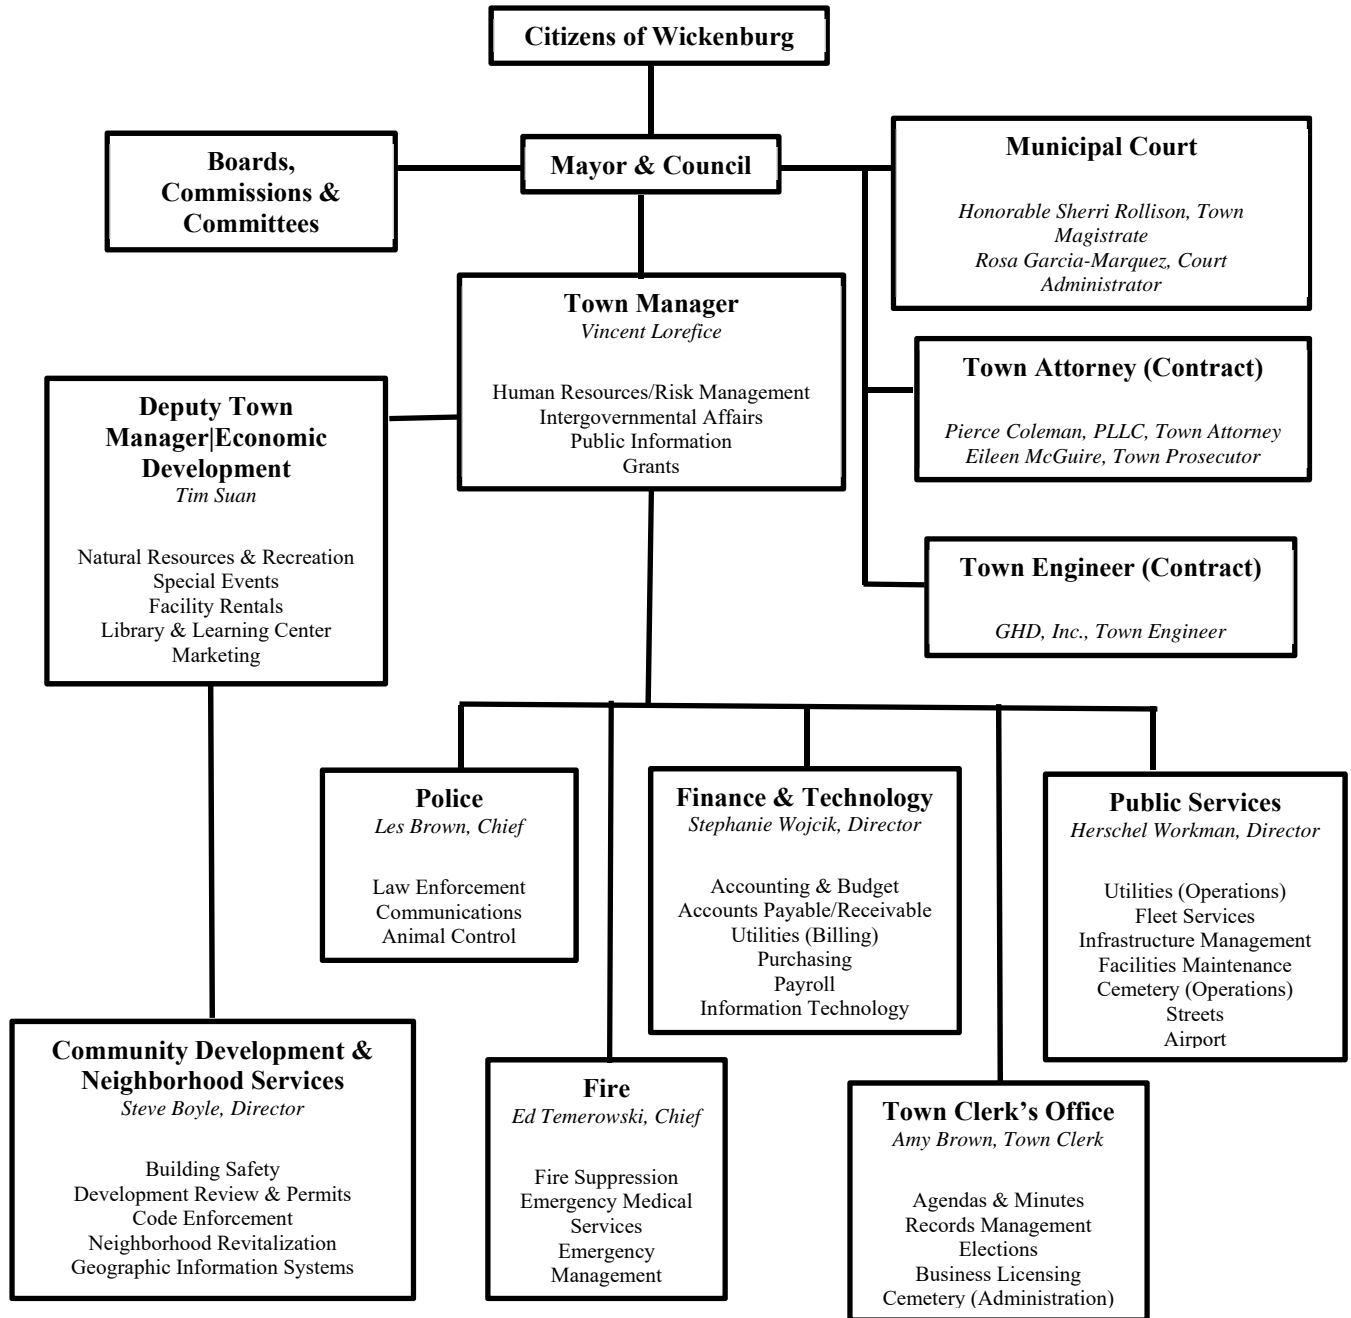 Citizens of Wickenburg
Boards,
Commissions &
Committees
Mayor & Council
Municipal Court
Honorable Sherri Rollison, Town
Magistrate
Rosa Garcia-Marquez, Court
Administrator
Town Manager
Vincent Lorefice
Human Resources/Risk Management
Intergovernmental Affairs
Public Information
Grants
Town Attorney (Contract)
Pierce Coleman, PLLC, Town Attorney
Eileen McGuire, Town Prosecutor
Deputy Town
Manager|Economic
Development
Tim Suan
Natural Resources & Recreation
Special Events
Facility Rentals
Library & Learning Center
Marketing
Town Engineer (Contract)
GHD, Inc., Town Engineer
Police
Les Brown, Chief
Law Enforcement
Communications
Animal Control
Finance & Technology
Stephanie Wojcik, Director
Accounting & Budget
Accounts Payable/Receivable
Utilities (Billing)
Purchasing
Payroll
Information Technology
Public Services
Herschel Workman, Director
Utilities (Operations)
Fleet Services
Infrastructure Management
Facilities Maintenance
Cemetery (Operations)
Streets
Airport
Community Development &
Neighborhood Services
Steve Boyle, Director
Building Safety
Development Review & Permits
Code Enforcement
Neighborhood Revitalization
Geographic Information Systems
Fire
Ed Temerowski, Chief
Fire Suppression
Emergency Medical
Services
Emergency
Management
Town Clerk’s Office
Amy Brown, Town Clerk
Agendas & Minutes
Records Management
Elections
Business Licensing
Cemetery (Administration)